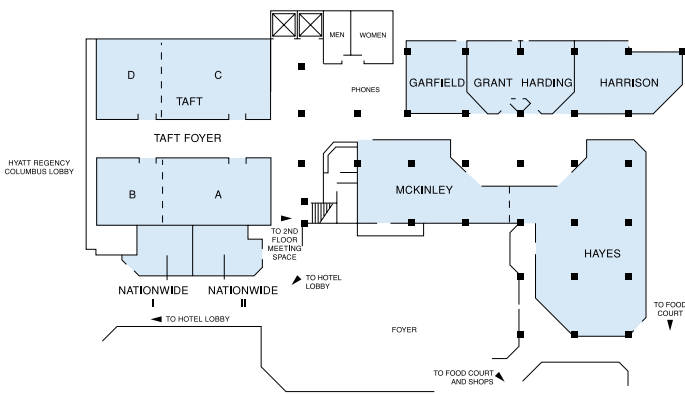 MEN
WOMEN
D
C
TAFT
PHONES
GARFIELD
GRANT
HARDING
HARRISON
TAFT FOYER
HYATT REGENCY
COLUMBUS LOBBY
B
A
MCKINLEY
TO 2ND
FLOOR
MEETING
SPACE
HAYES
TO HOTEL
LOBBY
NATIONWIDE
I
NATIONWIDE
II
TO FOOD
COURT
TO HOTEL LOBBY
FOYER
TO FOOD COURT
AND SHOPS